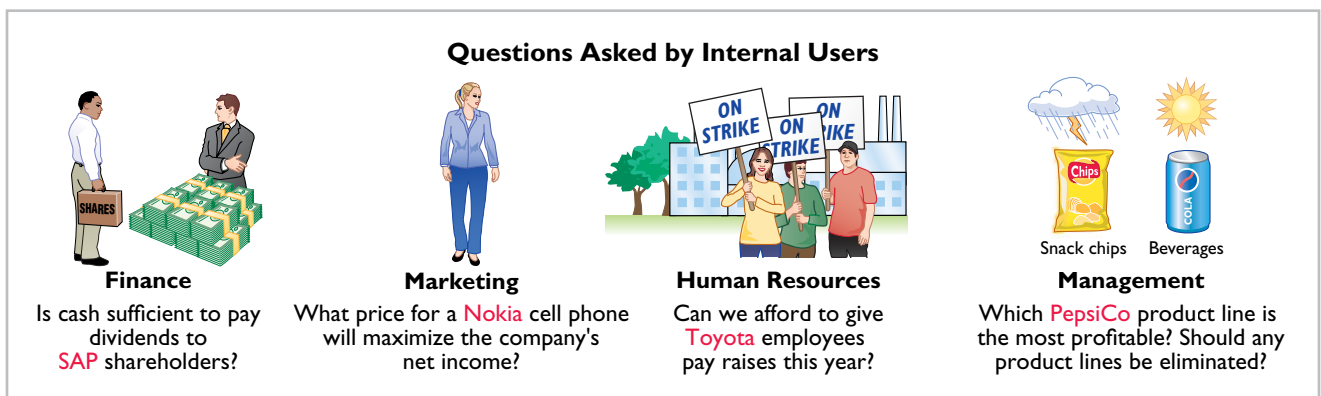 Questions Asked by Internal Users
SHARES
ON
STRIKE
ON
STRIKE
ON
IKE
Chips
COLA
Snack chips
Beverages
Finance
Is cash sufficient to pay
dividends to
SAP shareholders?
Marketing
What price for a Nokia cell phone
will maximize the company's
net income?
Human Resources
Can we afford to give
Toyota employees
pay raises this year?
Management
Which PepsiCo product line is
the most profitable? Should any
product lines be eliminated?